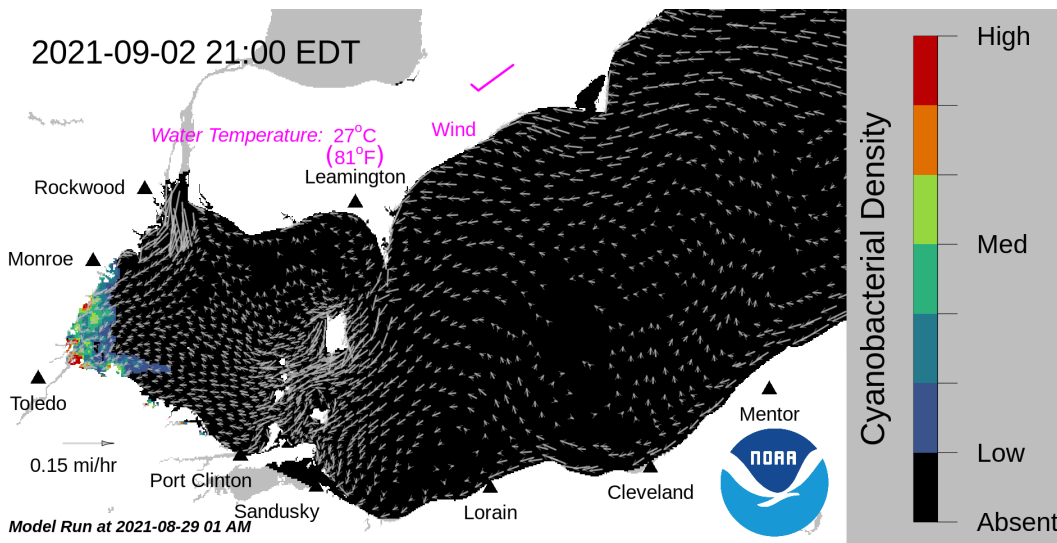 2021-09-02 21:00 EDT
High
Wind
Water Temperature: 27°C
(81°F)
Leamington
Rockwood
Cyanobacterial Density
Med
Monroe
Toledo
Mentor
0.15 mi/hr
NOAA
Low
Port Clinton
Cleveland
Sandusky
Lorain
Model Run at 2021-08-29 01 AM
Absent